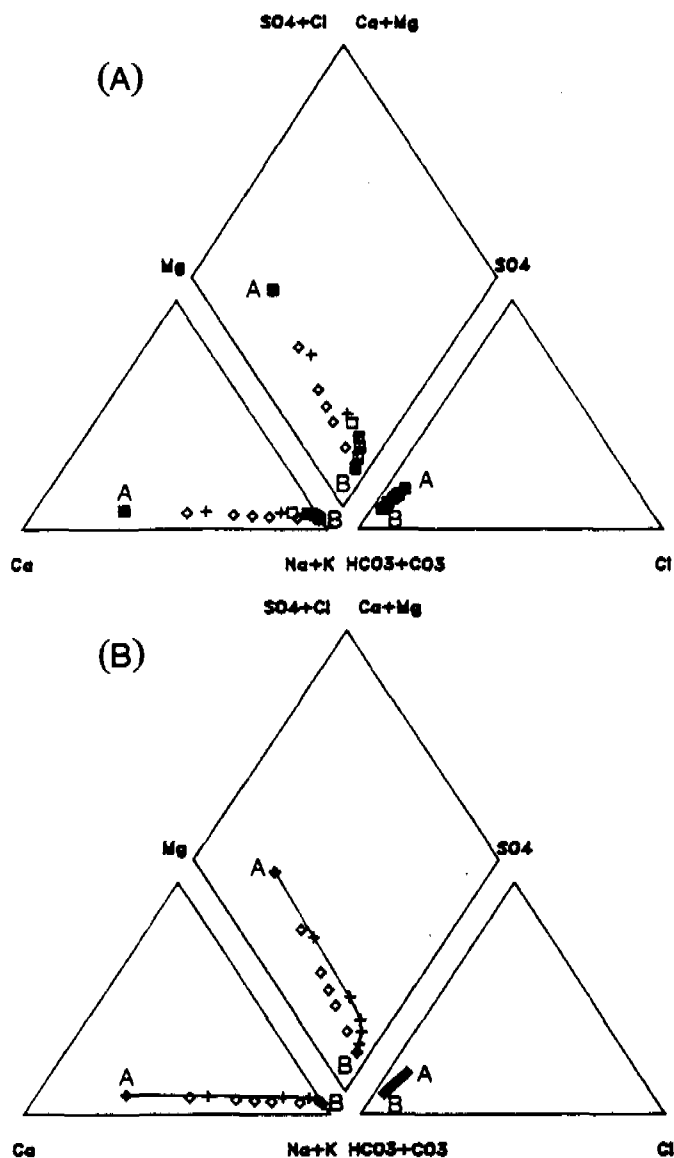 SO4+Cl Ca+Mg
(A)
Mg
SO4
A
A
A
B
B
B
Ca
Na+K HCO3+CO3
Cl
SO4+Cl Ca+Mg
(B)
Mg
SO4
A
A
A
B
B
B
Ca
Na+K HCO3+CO3
Cl